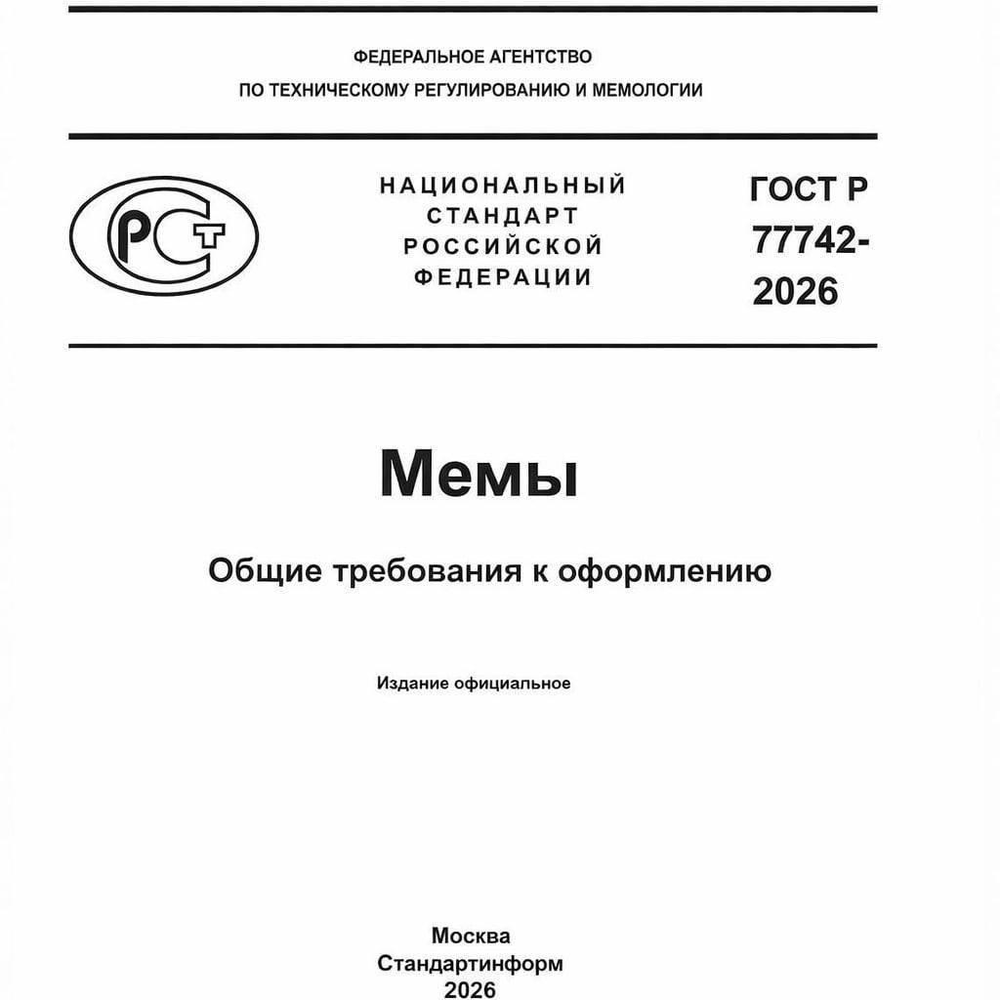 ФЕДЕРАЛЬНОЕ АГЕНТСТВО
ПО ТЕХНИЧЕСКОМУ РЕГУЛИРОВАНИЮ И МЕМОЛОГИИ
РСТ
НАЦИОНАЛЬНЫЙ
СТАНДАРТ
РОССИЙСКОЙ
ФЕДЕРАЦИИ
ГОСТ Р
77742-
2026
Мемы
Общие требования к оформлению
Издание официальное
Москва
Стандартинформ
2026